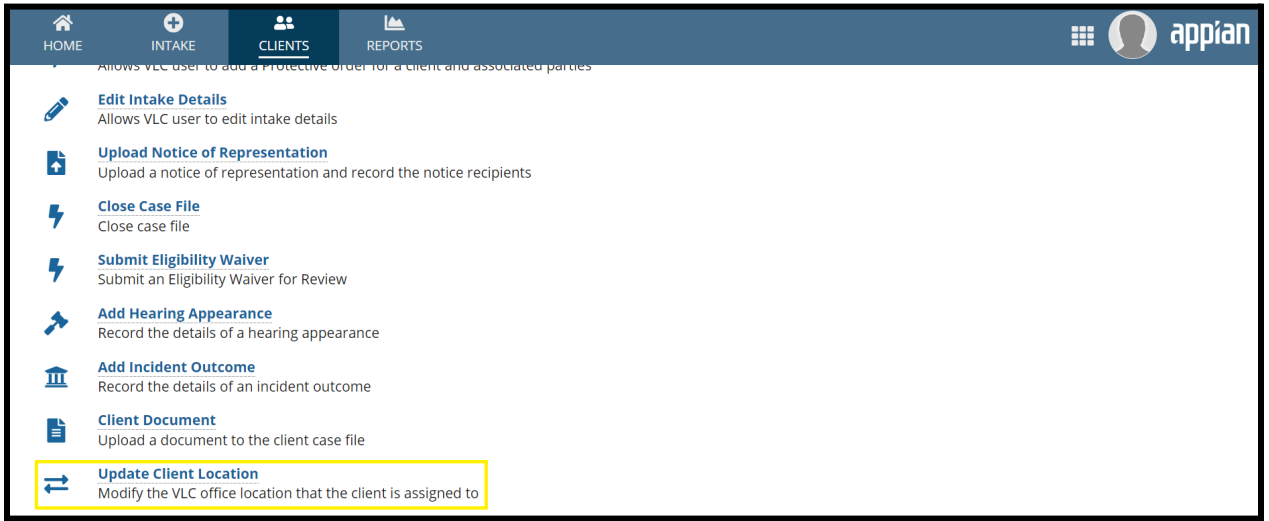 HOME
INTAKE
CLIENTS
REPORTS
appian
Allows VLC user to add a Protective order for a client and associated parties
Edit Intake Details
Allows VLC user to edit intake details
Upload Notice of Representation
Upload a notice of representation and record the notice recipients
Close Case File
Close case file
Submit Eligibility Waiver
Submit an Eligibility Waiver for Review
Add Hearing Appearance
Record the details of a hearing appearance
Add Incident Outcome
Record the details of an incident outcome
Client Document
Upload a document to the client case file
Update Client Location
Modify the VLC office location that the client is assigned to